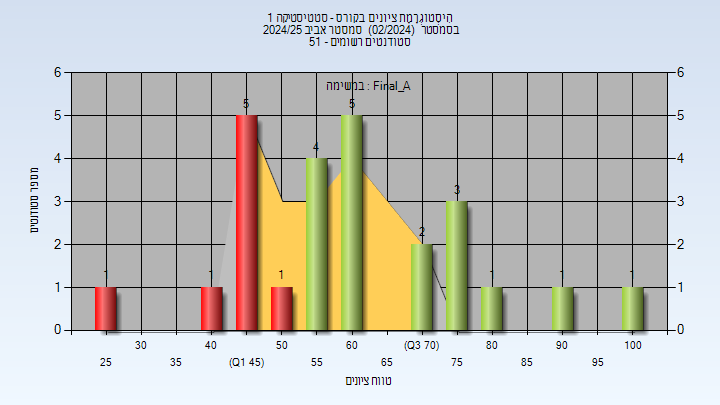 היסטוגרמת ציונים בקורס - סטטיסטיקה 1
בסמסטר (02/2024) סמסטר אביב 2024/25
סטודנטים רשומים - 51
במשימה : Final_A
מספר סטודנטים
6 6
5 5
4 4
3 3
2 2
1 1
0 0
1 1 5 1 4 5 2 3 1 1 1
30 40 50 60 (Q3 70) 80 90 100
25 35 (Q1 45) 55 65 75 85 95
טווח ציונים